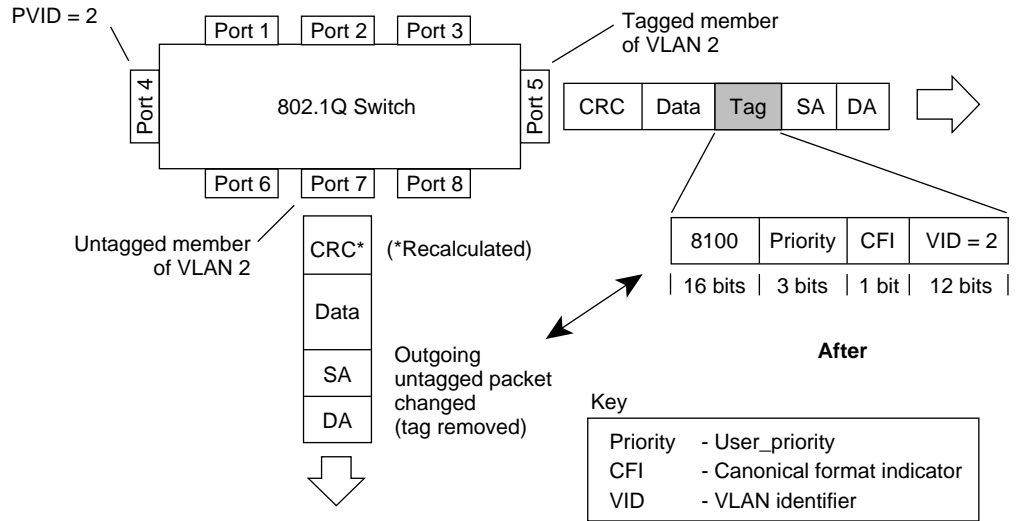 PVID = 2
Port 1
Port 2
Port 3
Tagged member
of VLAN 2
Port 4
802.1Q Switch
Port 5
CRC
Data
Tag
SA
DA
Port 6
Port 7
Port 8
Untagged member
of VLAN 2
CRC*
(*Recalculated)
8100
Priority
CFI
VID = 2
16 bits
3 bits
1 bit
12 bits
Data
After
SA
DA
Outgoing
untagged packet
changed
(tag removed)
Key
Priority - User_priority
CFI - Canonical format indicator
VID - VLAN identifier